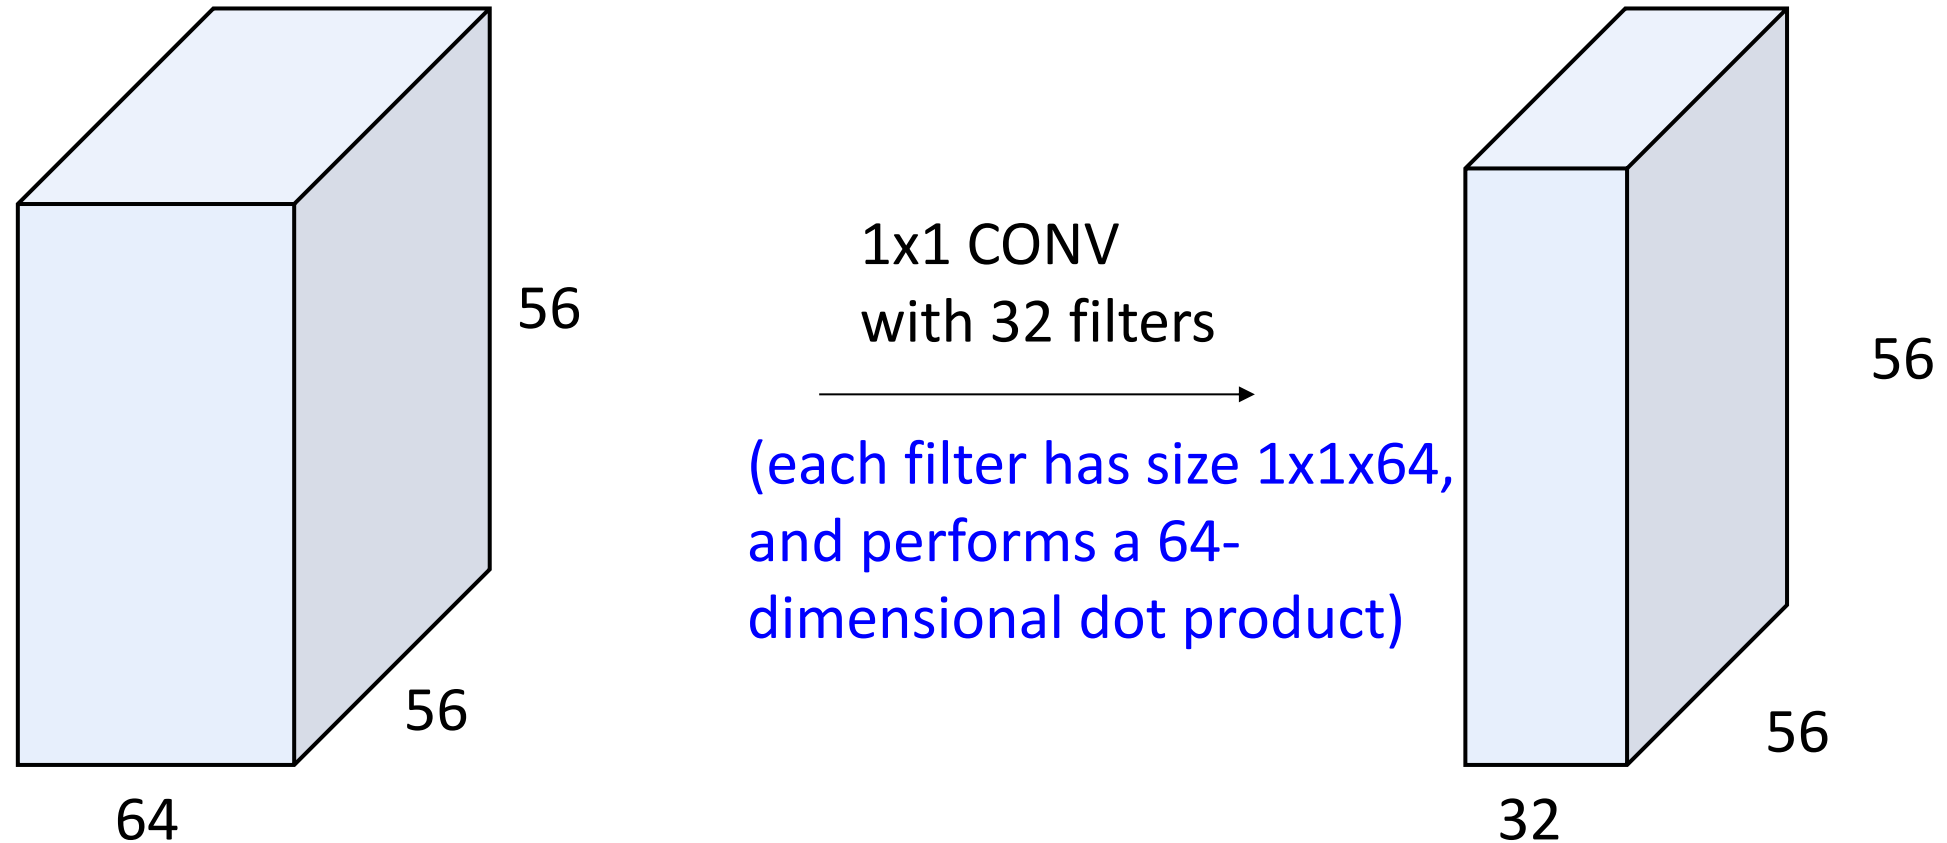 56
56
64
1x1 CONV
with 32 filters
(each filter has size 1x1x64,
and performs a 64-
dimensional dot product)
56
56
32